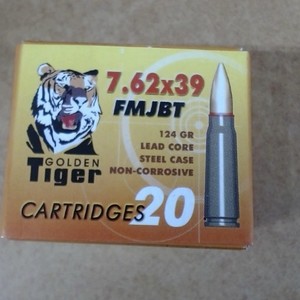 7.62x39
FMJBT
124 GR
LEAD CORE
STEEL CASE
NON-CORROSIVE
GOLDEN
Tiger
CARTRIDGES 20